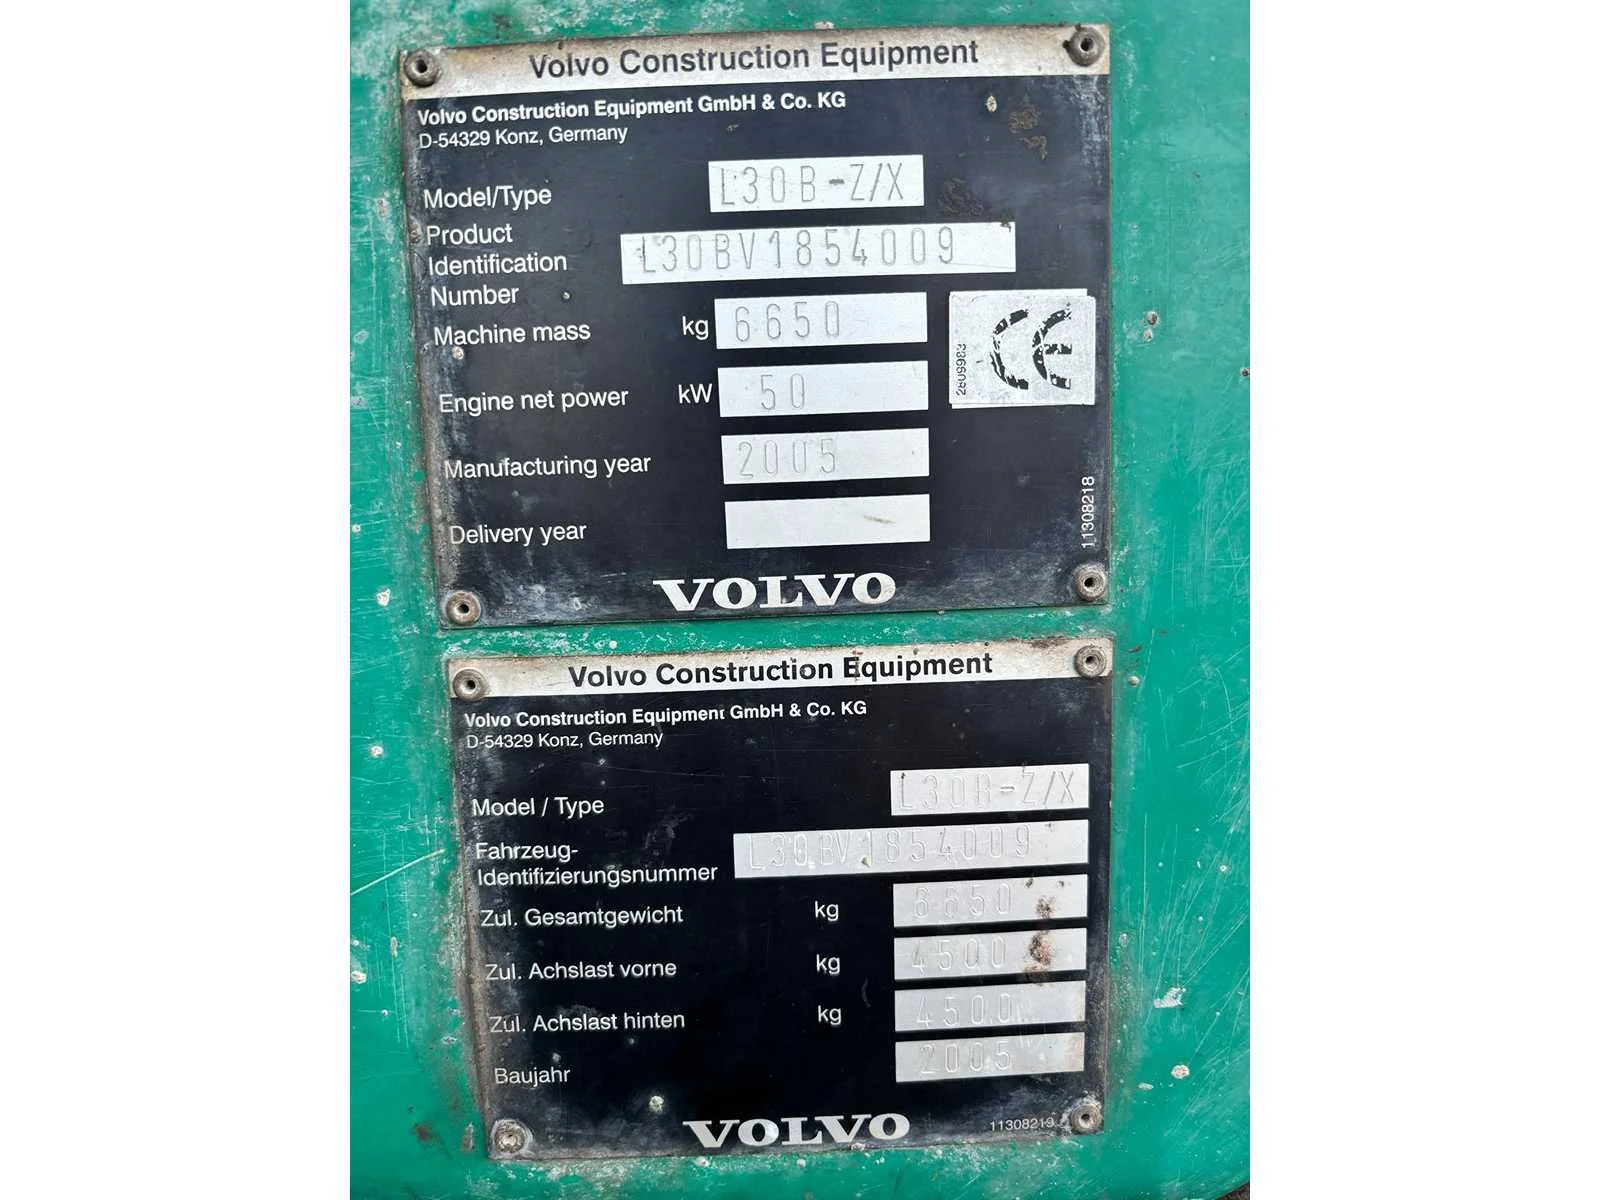 Volvo Construction Equipment
Volvo Construction Equipment GmbH & Co. KG
D-54329 Konz, Germany
Model/Type L30B-Z/X
Product
Identification
Number L30BV1854009
Machine mass kg 6650
Engine net power kW 50
Manufacturing year 2005
Delivery year
CE
2809983
11308218
VOLVO
Volvo Construction Equipment
Volvo Construction Equipment GmbH & Co. KG
D-54329 Konz, Germany
Model / Type L30B-Z/X
Fahrzeug-
Identifizierungsnummer L30BV1854009
Zul. Gesamtgewicht kg 6650
Zul. Achslast vorne kg 4500
Zul. Achslast hinten kg 4500
Baujahr 2005
VOLVO
11308219